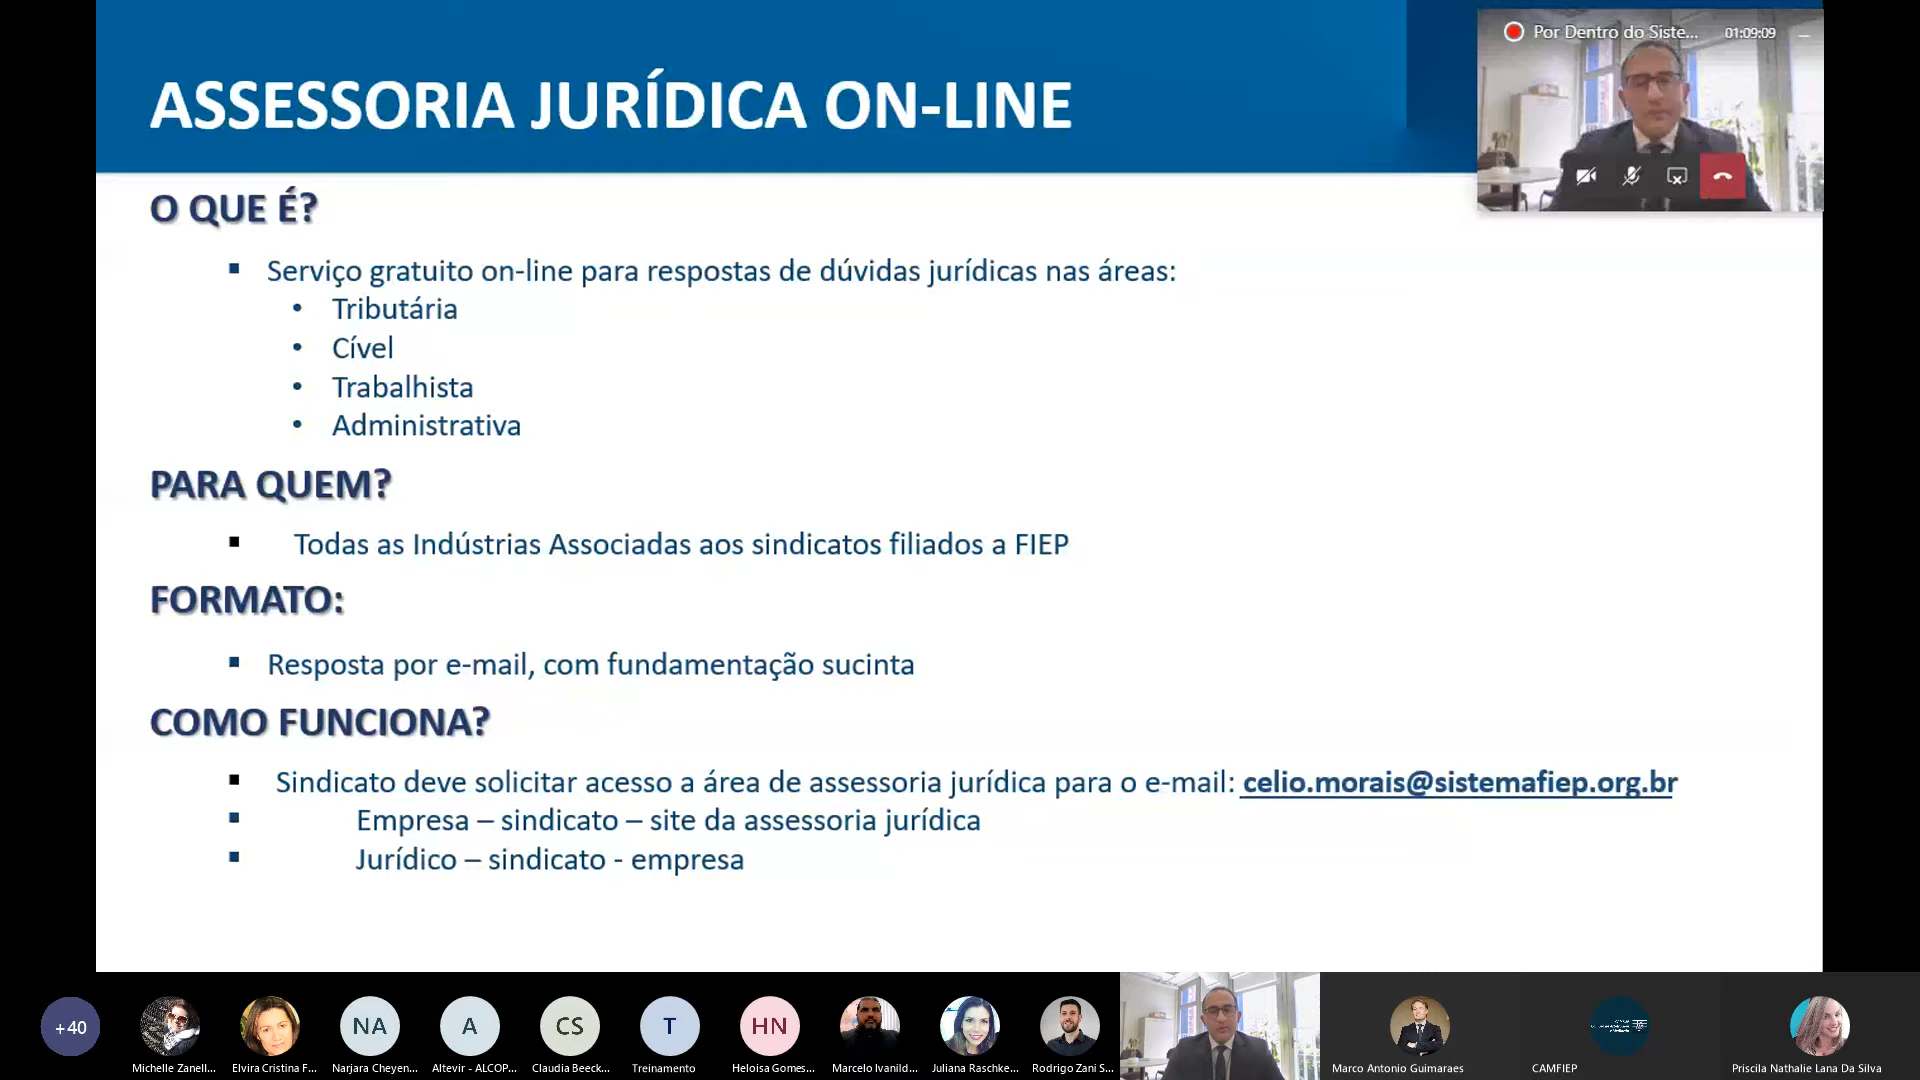 Por Dentro do Siste... 01:09:09
ASSESSORIA JURÍDICA ON-LINE
O QUE É?
▪ Serviço gratuito on-line para respostas de dúvidas jurídicas nas áreas:
• Tributária
• Cível
• Trabalhista
• Administrativa
PARA QUEM?
▪ Todas as Indústrias Associadas aos sindicatos filiados a FIEP
FORMATO:
▪ Resposta por e-mail, com fundamentação sucinta
COMO FUNCIONA?
▪ Sindicato deve solicitar acesso a área de assessoria jurídica para o e-mail: celio.morais@sistemafiep.org.br
▪ Empresa – sindicato – site da assessoria jurídica
▪ Jurídico – sindicato - empresa
+40 NA A CS T HN
Michelle Zanell... Elvira Cristina F... Narjara Cheyen... Altevir - ALCOP... Claudia Beeck... Treinamento Heloisa Gomes... Marcelo Ivanild... Juliana Raschke... Rodrigo Zani S... Marco Antonio Guimaraes CAMFIEP Priscila Nathalie Lana Da Silva